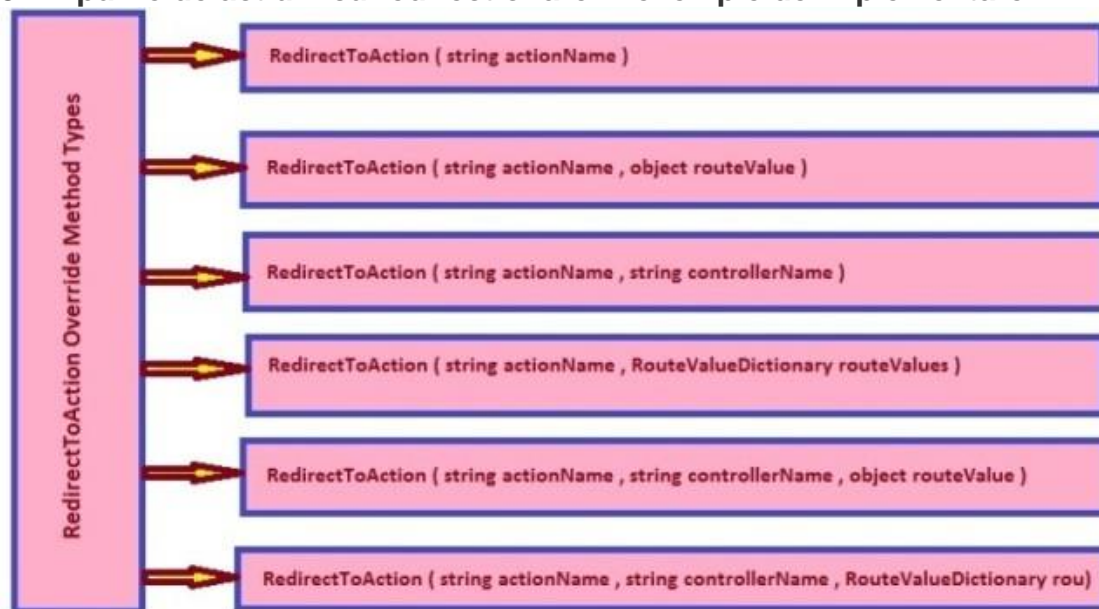 RedirectToAction Override Method Types
RedirectToAction ( string actionName )
RedirectToAction ( string actionName , object routeValue )
RedirectToAction ( string actionName , string controllerName )
RedirectToAction ( string actionName , RouteValueDictionary routeValues )
RedirectToAction ( string actionName , string controllerName , object routeValue )
RedirectToAction ( string actionName , string controllerName , RouteValueDictionary rou)